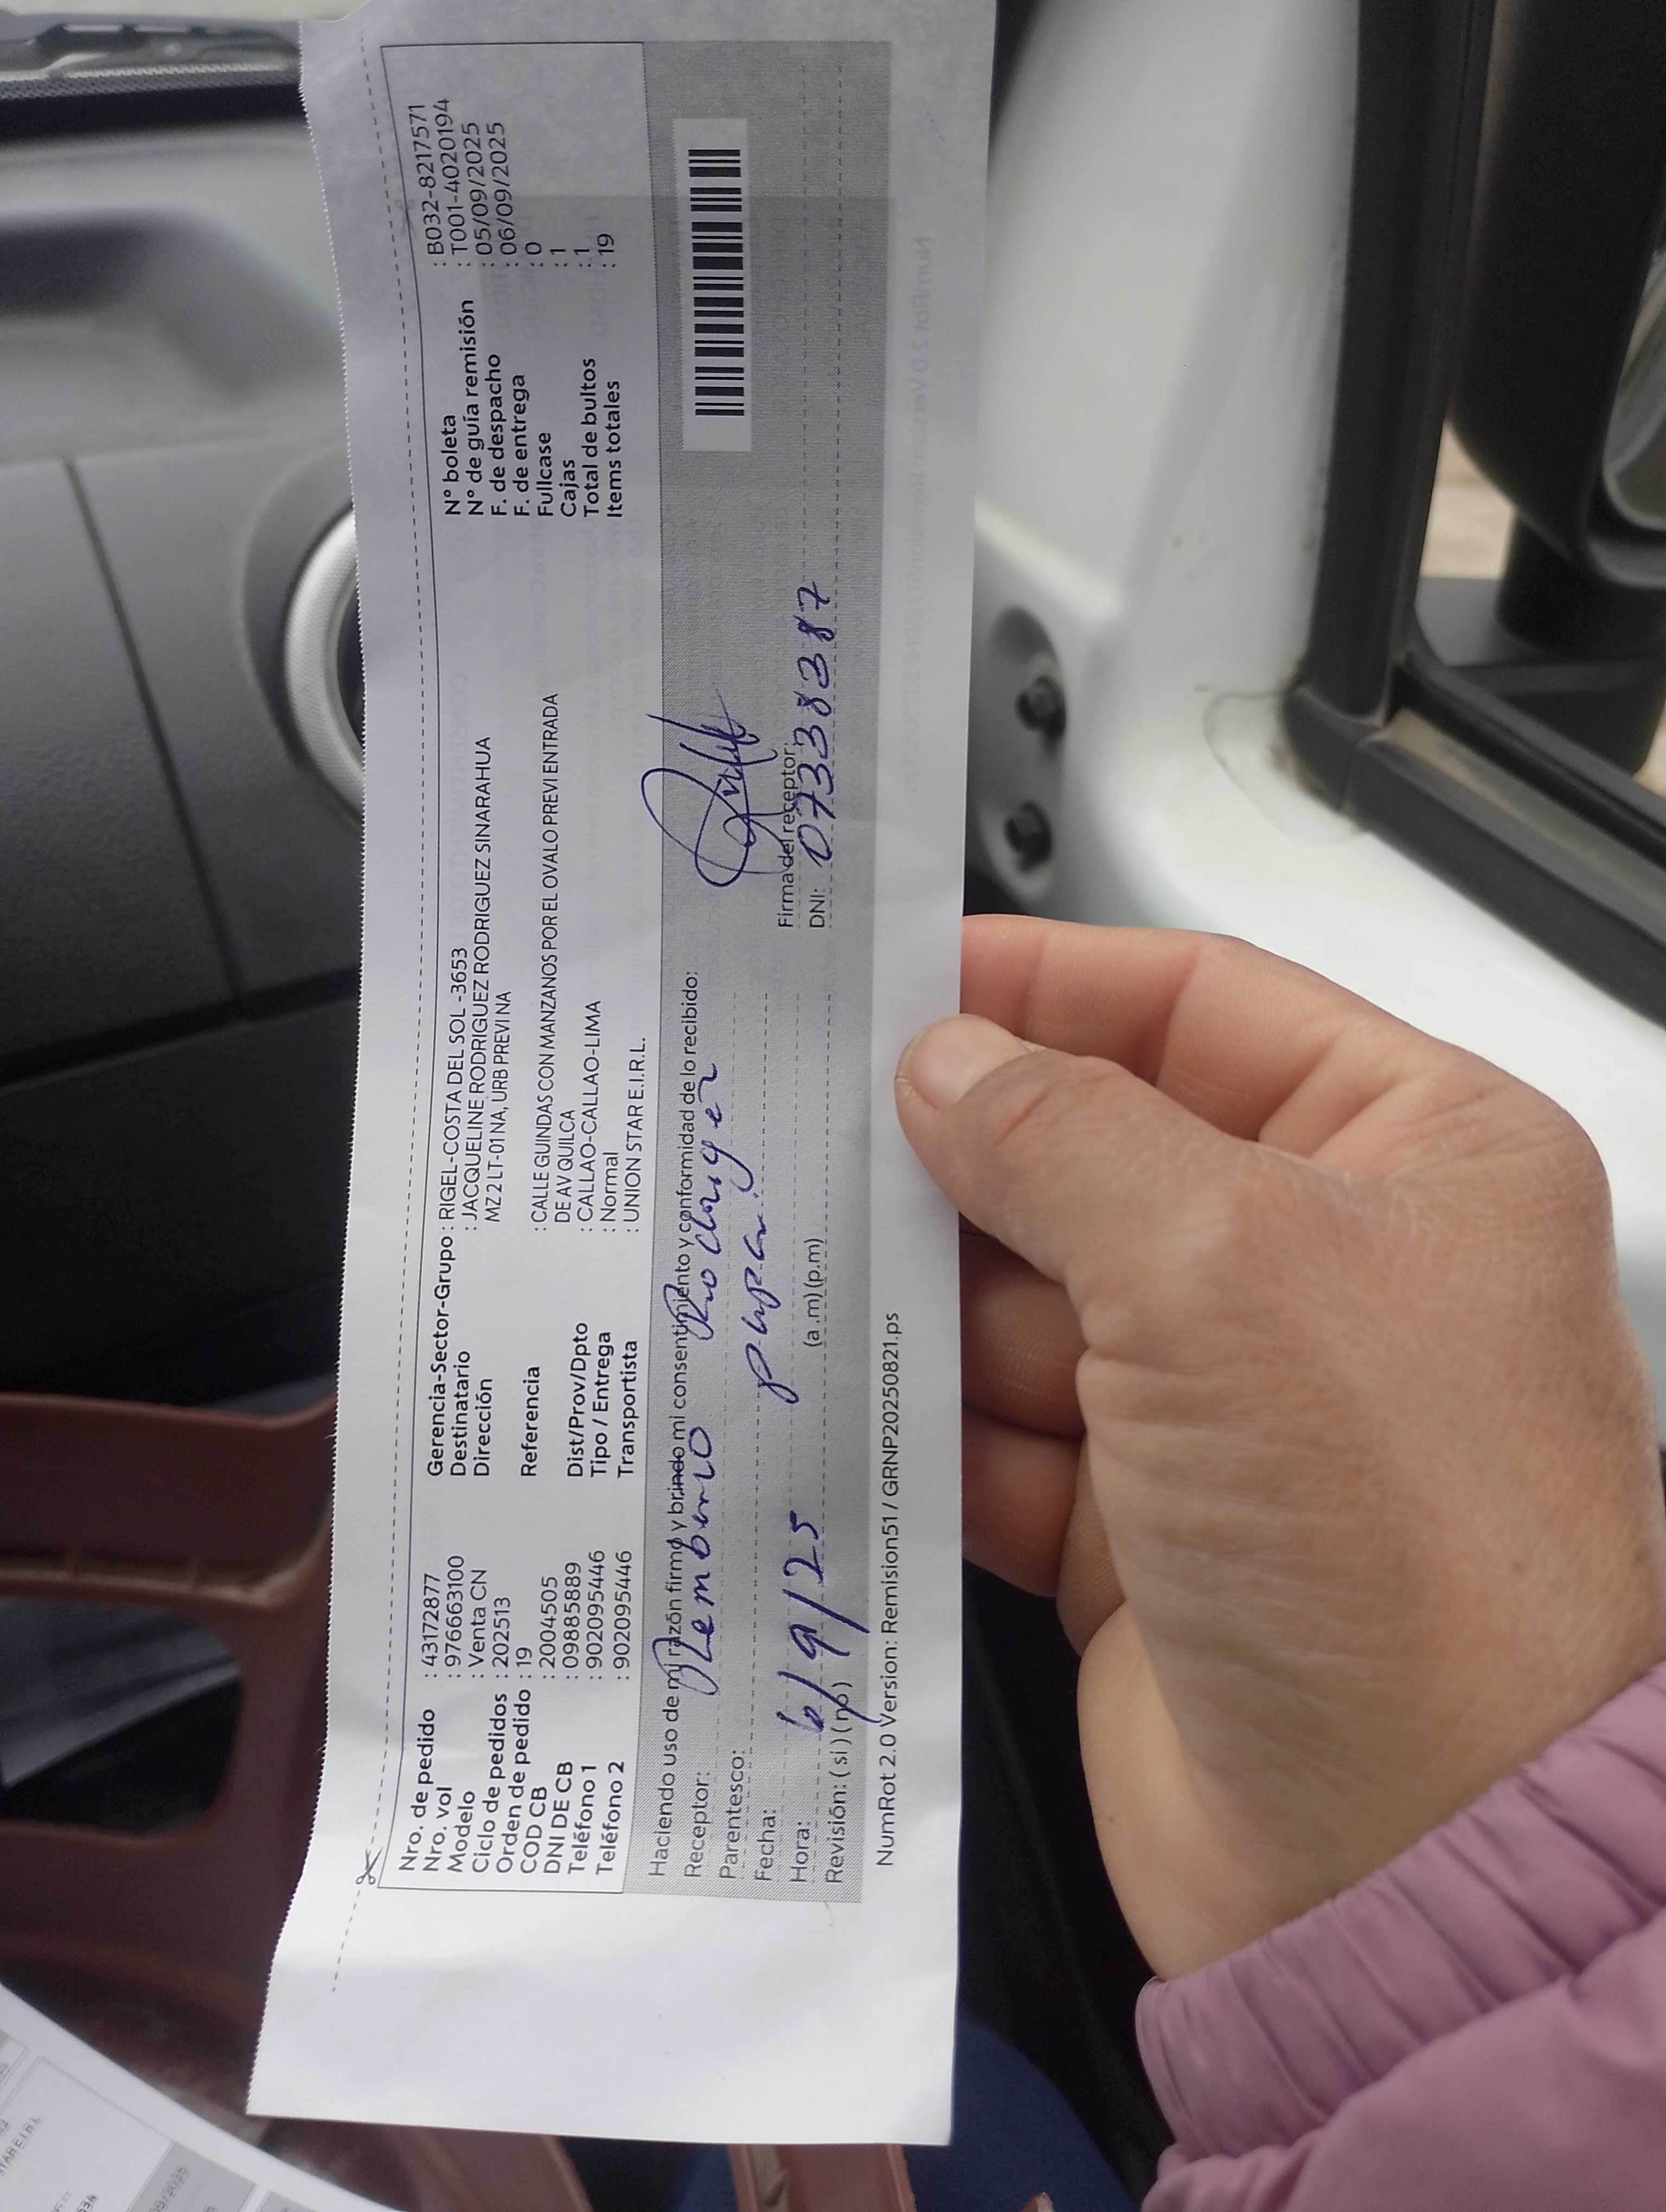 Nro. de pedido : 43172877
Nro. vol : 976663100
Modelo : Venta CN
Ciclo de pedidos : 202513
Orden de pedido : 19
COD CB : 2004505
DNI DE CB : 09885889
Teléfono 1 : 902095446
Teléfono 2 : 902095446
Gerencia-Sector-Grupo : RIGEL-COSTA DEL SOL -3653
Destinatario : JACQUELINE RODRIGUEZ RODRIGUEZ SINARAHUA
Dirección MZ 2 LT-01 NA, URB PREVI NA
Referencia : CALLE GUINDAS CON MANZANOS POR EL OVALO PREVI ENTRADA
DE AV QUILCA
Dist/Prov/Dpto : CALLAO-CALLAO-LIMA
Tipo / Entrega : Normal
Transportista : UNION STAR E.I.R.L.
N° boleta : B032-8217571
N° de guía remisión : T001-4020194
F. de despacho : 05/09/2025
F. de entrega : 06/09/2025
Fullcase : 0
Cajas : 1
Total de bultos : 1
Items totales : 19
Haciendo uso de mi razón firmo y brindo mi consentimiento y conformidad de lo recibido:
Receptor:
Parentesco:
Fecha: 6/9/25
Hora: (a.m) (p.m)
Revisión: ( si ) ( no )
Firma del receptor:
DNI: 07338387
NumRot 2.0 Version: Remision51 / GRNP20250821.ps